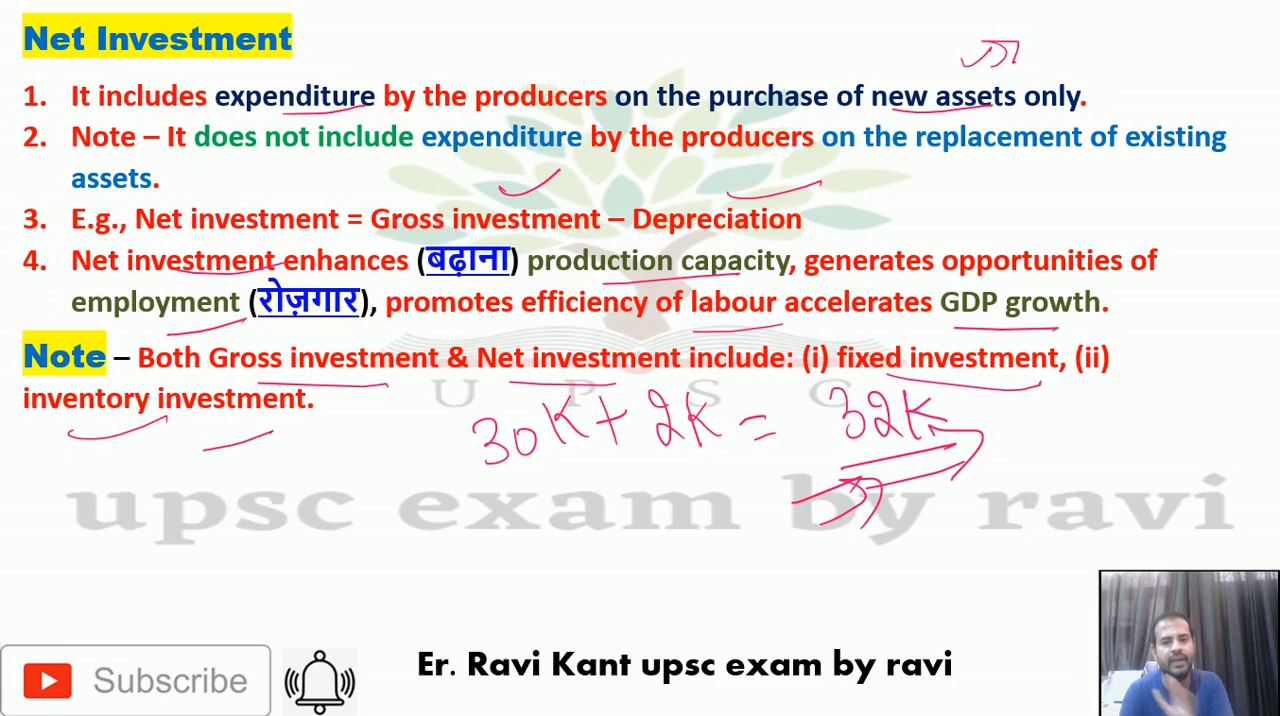 Net Investment
1. It includes expenditure by the producers on the purchase of new assets only.
2. Note – It does not include expenditure by the producers on the replacement of existing
assets.
3. E.g., Net investment = Gross investment – Depreciation
4. Net investment enhances (बढ़ाना) production capacity, generates opportunities of
employment (रोज़गार), promotes efficiency of labour accelerates GDP growth.
Note – Both Gross investment & Net investment include: (i) fixed investment, (ii)
inventory investment.
UPSC
30K + 2K = 32K
upsc exam by ravi
Subscribe
Er. Ravi Kant upsc exam by ravi